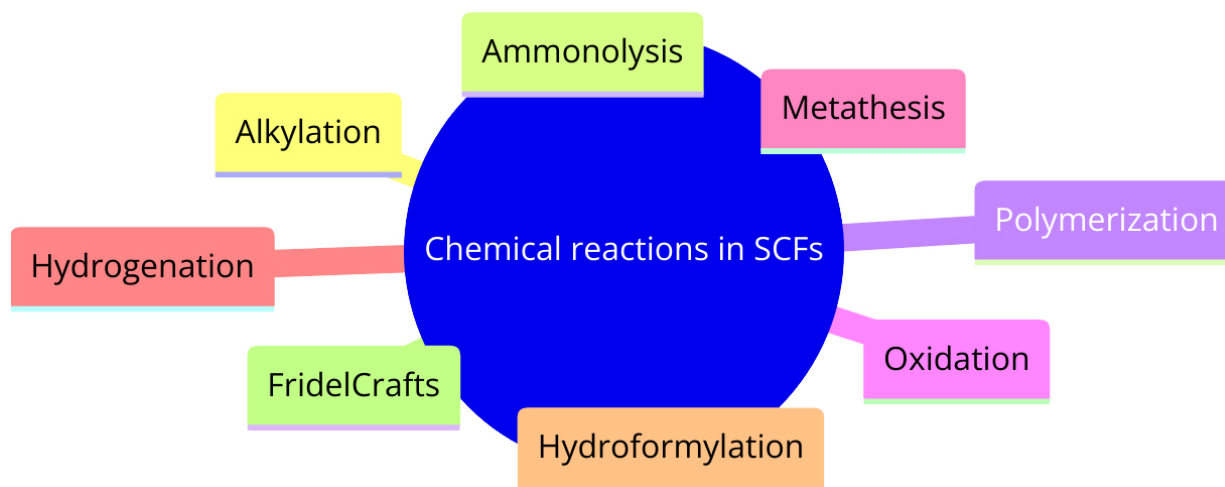 Ammonolysis
Metathesis
Alkylation
Polymerization
Chemical reactions in SCFs
Hydrogenation
Oxidation
FridelCrafts
Hydroformylation